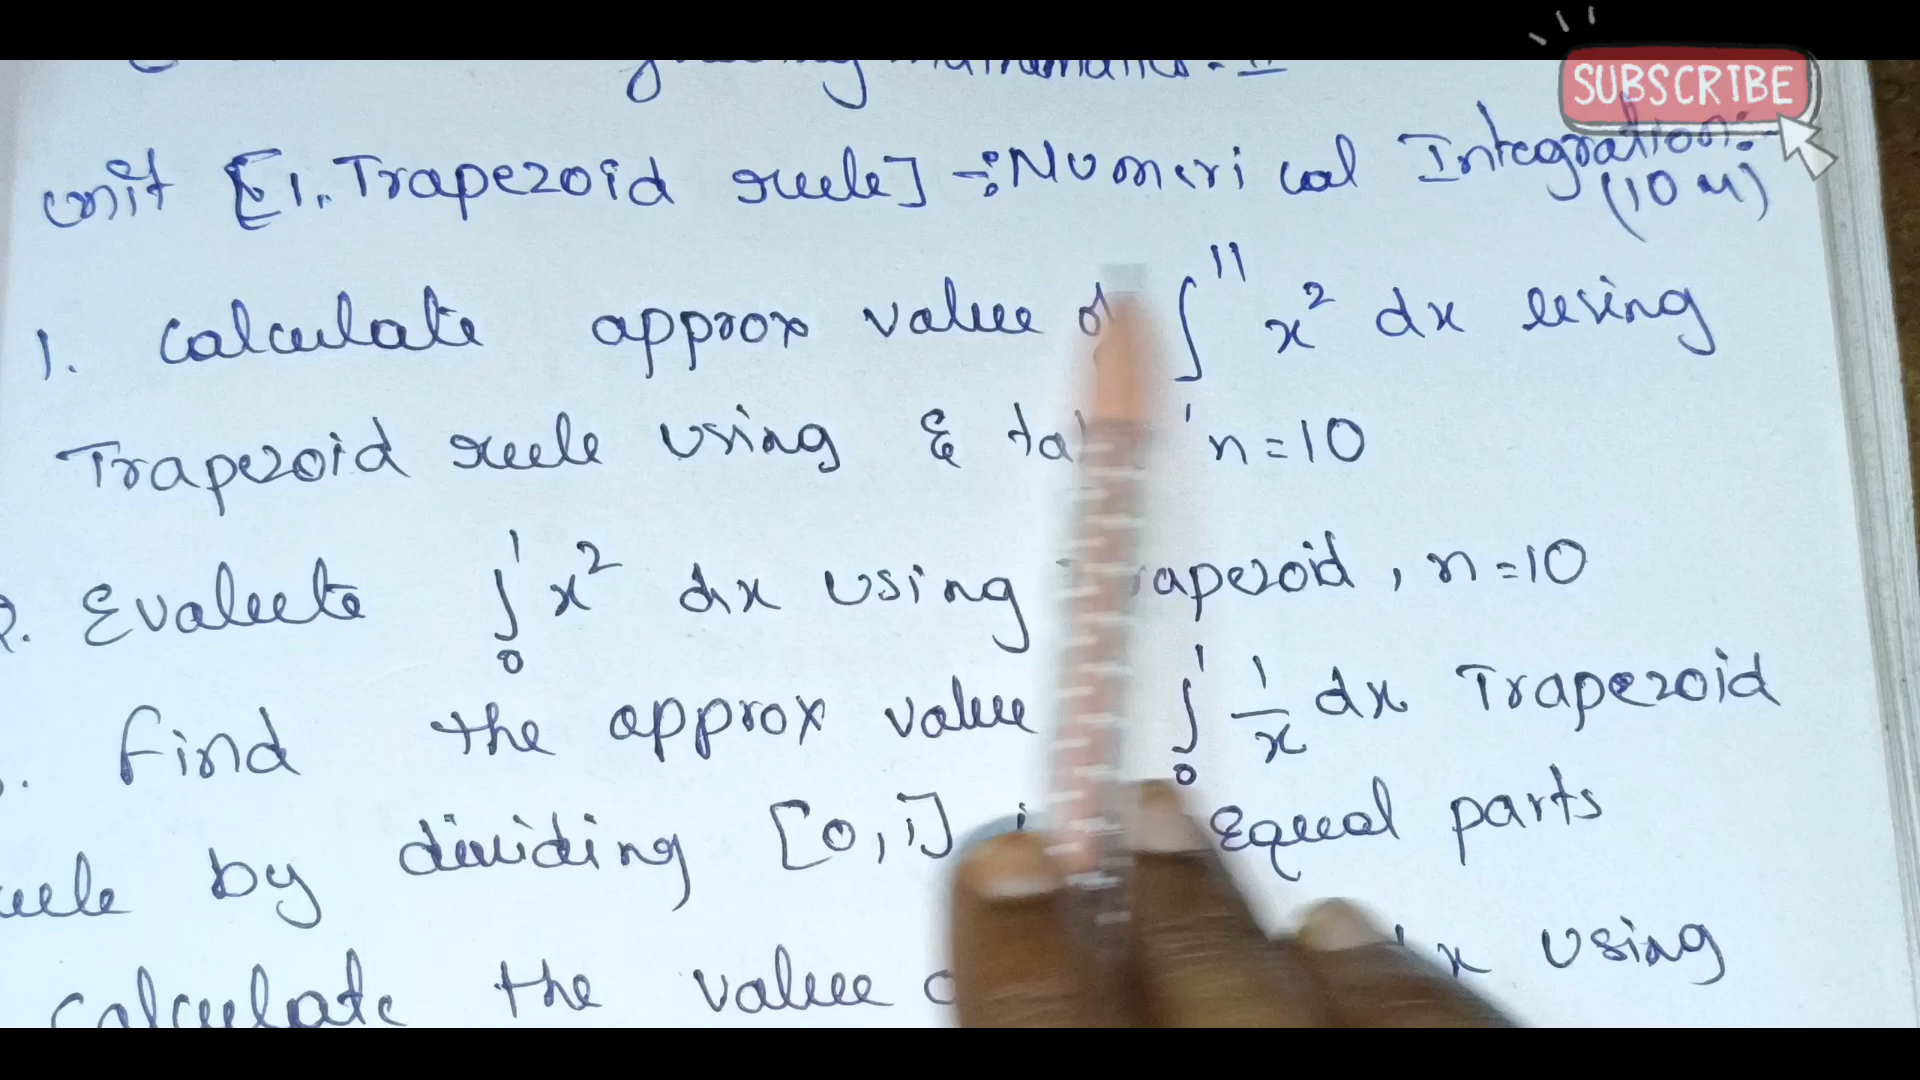 SUBSCRIBE
unit [1. Trapezoid rule] ÷ Numerical Integration:-
(10 M)
1. calculate approx value of ∫₁¹¹ x² dx using
Trapezoid rule using & n=10
2. Evaluate ∫₀¹ x² dx using Trapezoid, n=10
Find the approx value ∫₀¹ 1/x dx Trapezoid
rule by dividing [0,1] Equal parts
calculate the value using